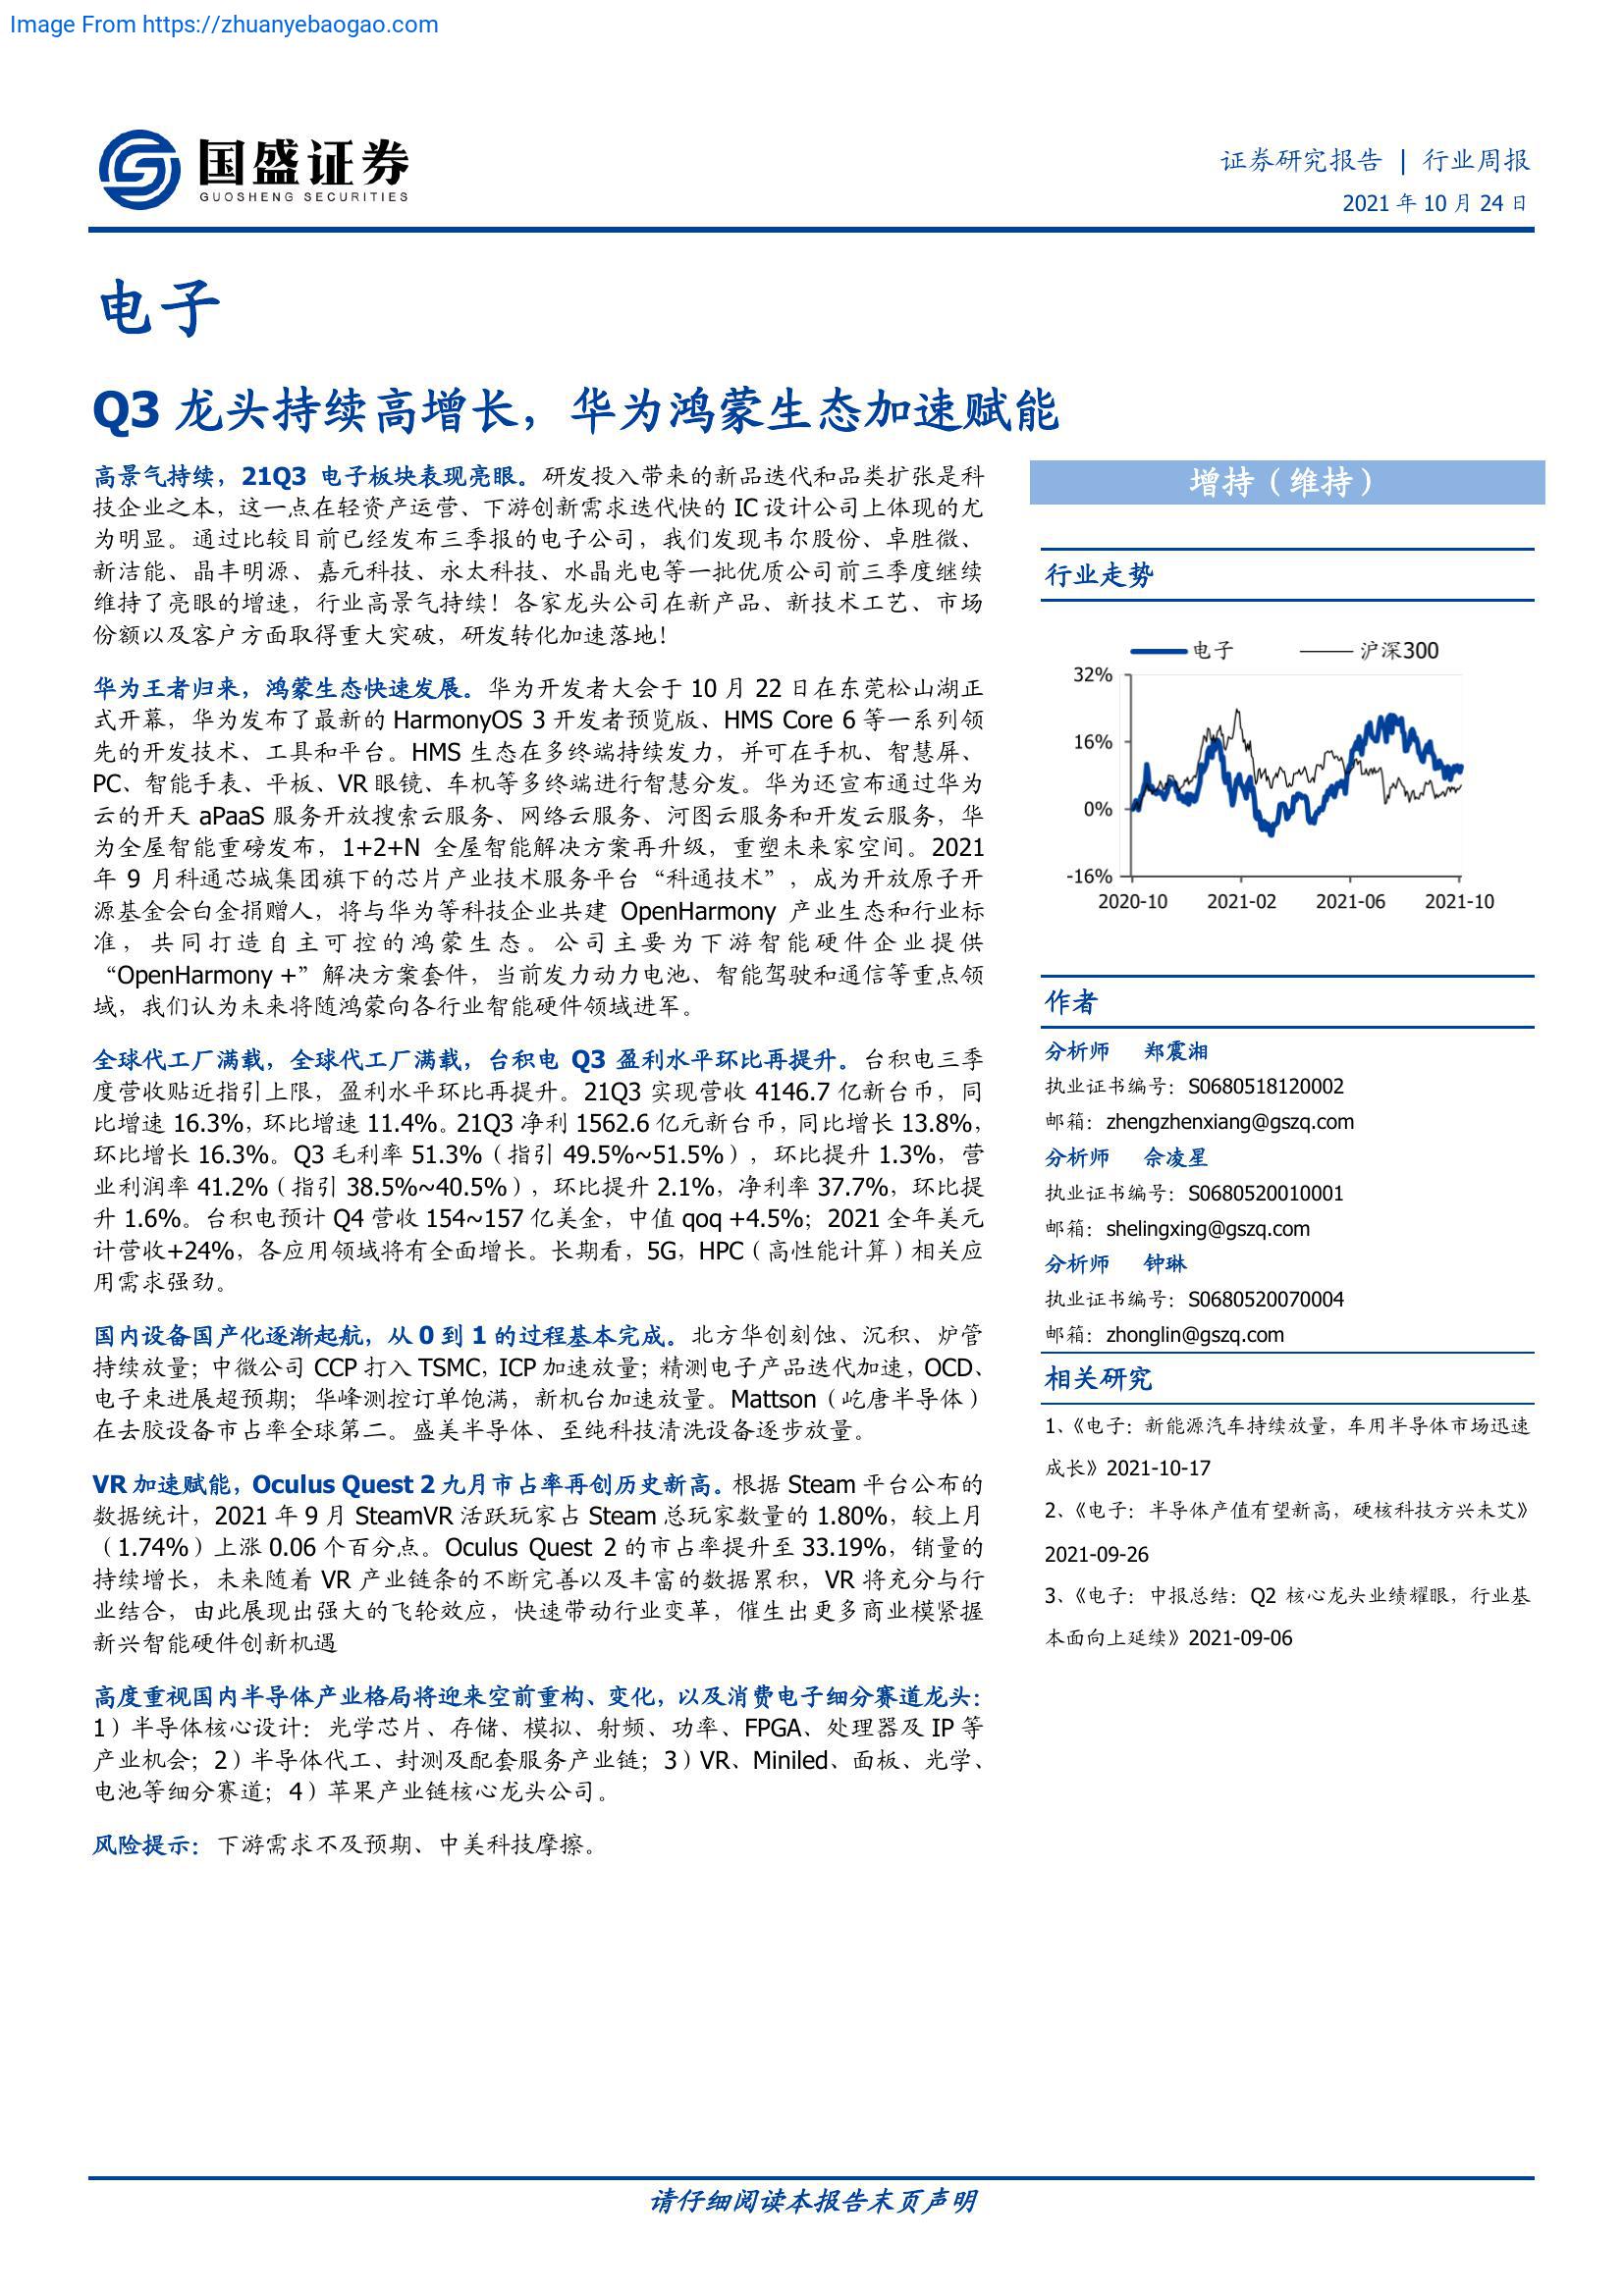 Image From https://zhuanyebaogao.com
国盛证券
GUOSHENG SECURITIES
证券研究报告 | 行业周报
2021 年 10 月 24 日
电子
Q3 龙头持续高增长，华为鸿蒙生态加速赋能
高景气持续，21Q3 电子板块表现亮眼。研发投入带来的新品迭代和品类扩张是科
技企业之本，这一点在轻资产运营、下游创新需求迭代快的 IC 设计公司上体现的尤
为明显。通过比较目前已经发布三季报的电子公司，我们发现韦尔股份、卓胜微、
新洁能、晶丰明源、嘉元科技、永太科技、水晶光电等一批优质公司前三季度继续
维持了亮眼的增速，行业高景气持续！各家龙头公司在新产品、新技术工艺、市场
份额以及客户方面取得重大突破，研发转化加速落地！
华为王者归来，鸿蒙生态快速发展。华为开发者大会于 10 月 22 日在东莞松山湖正
式开幕，华为发布了最新的 HarmonyOS 3 开发者预览版、HMS Core 6 等一系列领
先的开发技术、工具和平台。HMS 生态在多终端持续发力，并可在手机、智慧屏、
PC、智能手表、平板、VR 眼镜、车机等多终端进行智慧分发。华为还宣布通过华为
云的开天 aPaaS 服务开放搜索云服务、网络云服务、河图云服务和开发云服务，华
为全屋智能重磅发布，1+2+N 全屋智能解决方案再升级，重塑未来家空间。2021
年 9 月科通芯城集团旗下的芯片产业技术服务平台“科通技术”，成为开放原子开
源基金会白金捐赠人，将与华为等科技企业共建 OpenHarmony 产业生态和行业标
准，共同打造自主可控的鸿蒙生态。公司主要为下游智能硬件企业提供
“OpenHarmony +”解决方案套件，当前发力动力电池、智能驾驶和通信等重点领
域，我们认为未来将随鸿蒙向各行业智能硬件领域进军。
全球代工厂满载，全球代工厂满载，台积电 Q3 盈利水平环比再提升。台积电三季
度营收贴近指引上限，盈利水平环比再提升。21Q3 实现营收 4146.7 亿新台币，同
比增速 16.3%，环比增速 11.4%。21Q3 净利 1562.6 亿元新台币，同比增长 13.8%，
环比增长 16.3%。Q3 毛利率 51.3%（指引 49.5%~51.5%），环比提升 1.3%，营
业利润率 41.2%（指引 38.5%~40.5%），环比提升 2.1%，净利率 37.7%，环比提
升 1.6%。台积电预计 Q4 营收 154~157 亿美金，中值 qoq +4.5%；2021 全年美元
计营收+24%，各应用领域将有全面增长。长期看，5G，HPC（高性能计算）相关应
用需求强劲。
国内设备国产化逐渐起航，从 0 到 1 的过程基本完成。北方华创刻蚀、沉积、炉管
持续放量；中微公司 CCP 打入 TSMC，ICP 加速放量；精测电子产品迭代加速，OCD、
电子束进展超预期；华峰测控订单饱满，新机台加速放量。Mattson（屹唐半导体）
在去胶设备市占率全球第二。盛美半导体、至纯科技清洗设备逐步放量。
VR 加速赋能，Oculus Quest 2 九月市占率再创历史新高。根据 Steam 平台公布的
数据统计，2021 年 9 月 SteamVR 活跃玩家占 Steam 总玩家数量的 1.80%，较上月
（1.74%）上涨 0.06 个百分点。Oculus Quest 2 的市占率提升至 33.19%，销量的
持续增长，未来随着 VR 产业链条的不断完善以及丰富的数据累积，VR 将充分与行
业结合，由此展现出强大的飞轮效应，快速带动行业变革，催生出更多商业模紧握
新兴智能硬件创新机遇
高度重视国内半导体产业格局将迎来空前重构、变化，以及消费电子细分赛道龙头：
1）半导体核心设计：光学芯片、存储、模拟、射频、功率、FPGA、处理器及 IP 等
产业机会；2）半导体代工、封测及配套服务产业链；3）VR、Miniled、面板、光学、
电池等细分赛道；4）苹果产业链核心龙头公司。
风险提示：下游需求不及预期、中美科技摩擦。
增持（维持）
行业走势
电子 沪深300
32%
16%
0%
-16%
2020-10 2021-02 2021-06 2021-10
作者
分析师 郑震湘
执业证书编号：S0680518120002
邮箱：zhengzhenxiang@gszq.com
分析师 佘凌星
执业证书编号：S0680520010001
邮箱：shelingxing@gszq.com
分析师 钟琳
执业证书编号：S0680520070004
邮箱：zhonglin@gszq.com
相关研究
1、《电子：新能源汽车持续放量，车用半导体市场迅速
成长》2021-10-17
2、《电子：半导体产值有望新高，硬核科技方兴未艾》
2021-09-26
3、《电子：中报总结：Q2 核心龙头业绩耀眼，行业基
本面向上延续》2021-09-06
请仔细阅读本报告末页声明